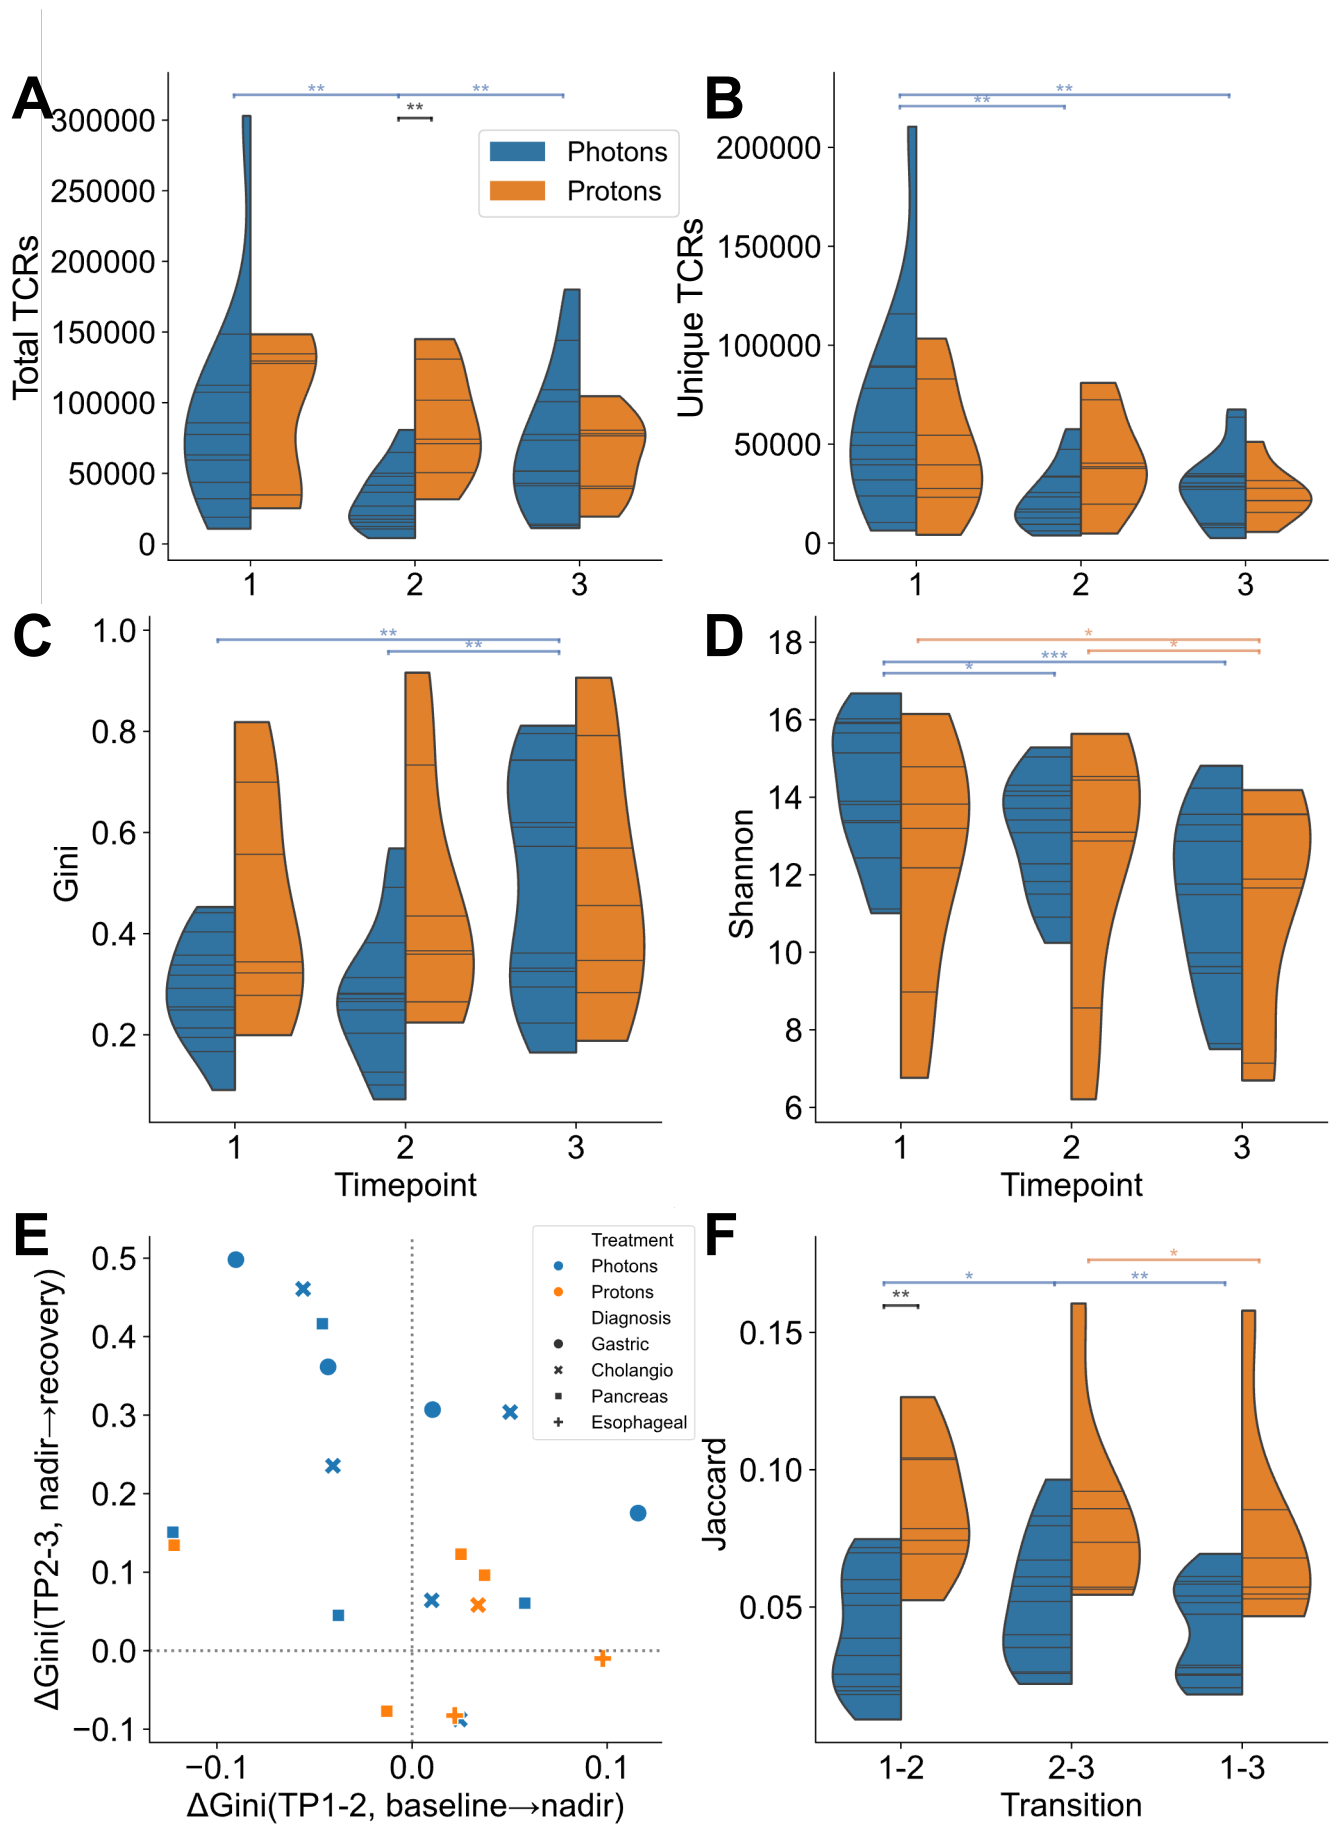 A
B
**
**
**
Photons
Protons
Total TCRs
300000
250000
200000
150000
100000
50000
0
1
2
3
**
**
Unique TCRs
200000
150000
100000
50000
0
1
2
3
C
**
**
Gini
1.0
0.8
0.6
0.4
0.2
1
2
3
Timepoint
D
*
*
***
*
Shannon
18
16
14
12
10
8
6
1
2
3
Timepoint
E
Treatment
Photons
Protons
Diagnosis
Gastric
Cholangio
Pancreas
Esophageal
ΔGini(TP2-3, nadir→recovery)
0.5
0.4
0.3
0.2
0.1
0.0
−0.1
−0.1
0.0
0.1
ΔGini(TP1-2, baseline→nadir)
F
*
*
**
**
Jaccard
0.15
0.10
0.05
1-2
2-3
1-3
Transition